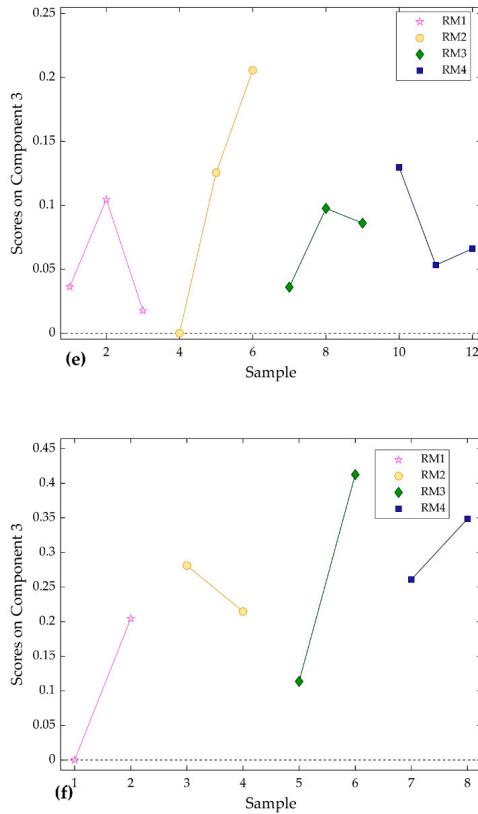 0.25
RM1
RM2
RM3
RM4
0.2
0.15
0.1
0.05
0
Scores on Component 3
2 4 6 8 10 12
(e)
Sample
0.45
RM1
RM2
RM3
RM4
0.4
0.35
0.3
0.25
0.2
0.15
0.1
0.05
0
Scores on Component 3
1 2 3 4 5 6 7 8
(f)
Sample